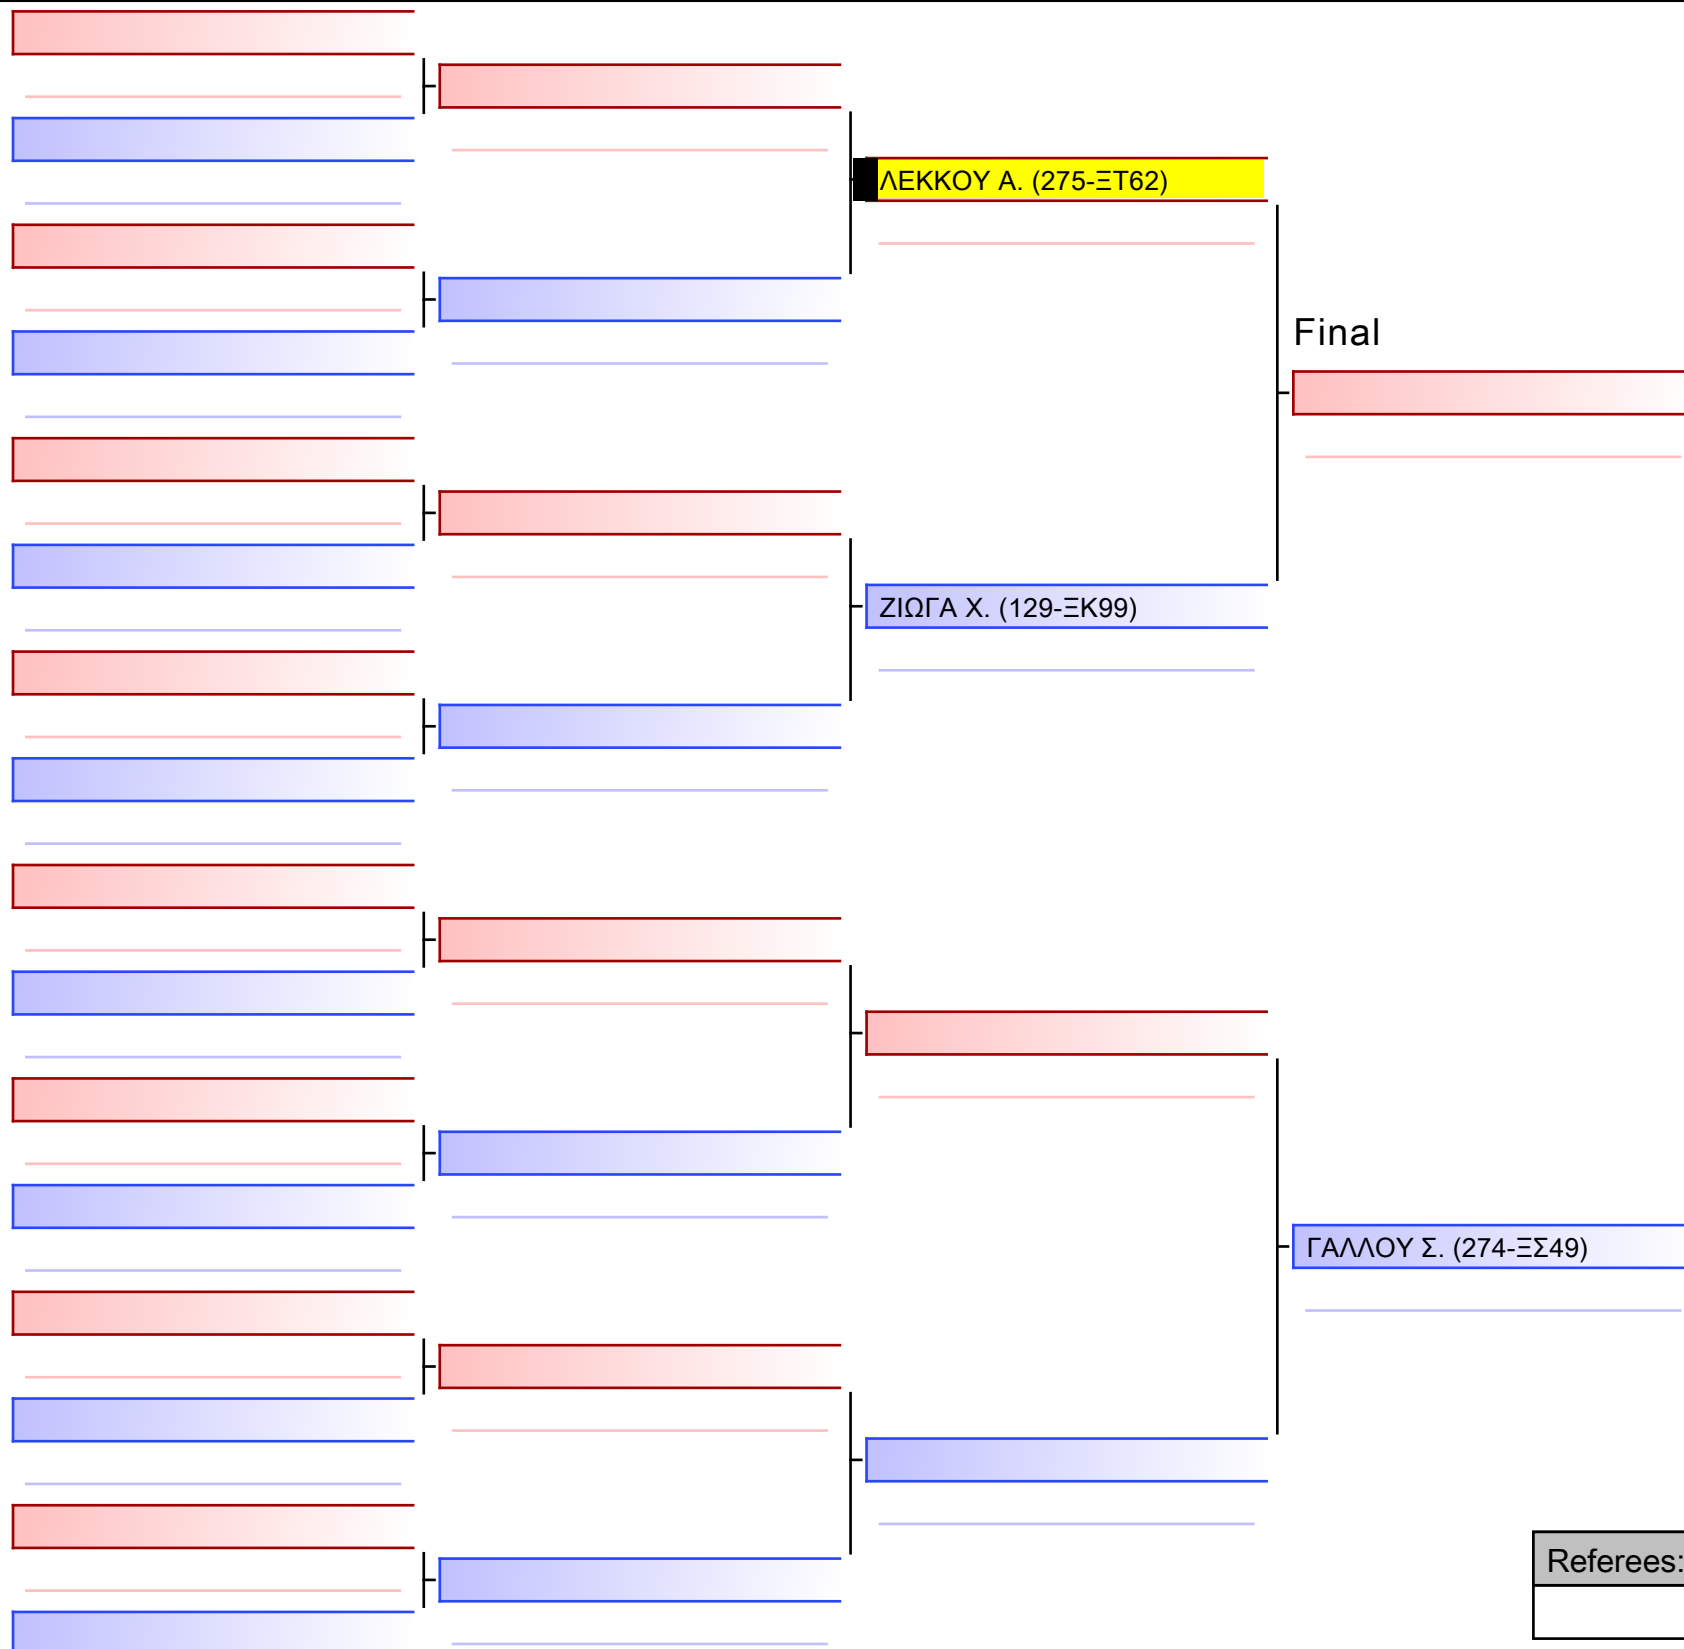 ΛΕΚΚΟΥ Α. (275-ΞΤ62)
Final
ΖΙΩΓΑ Χ. (129-ΞΚ99)
ΓΑΛΛΟΥ Σ. (274-ΞΣ49)
Referees: